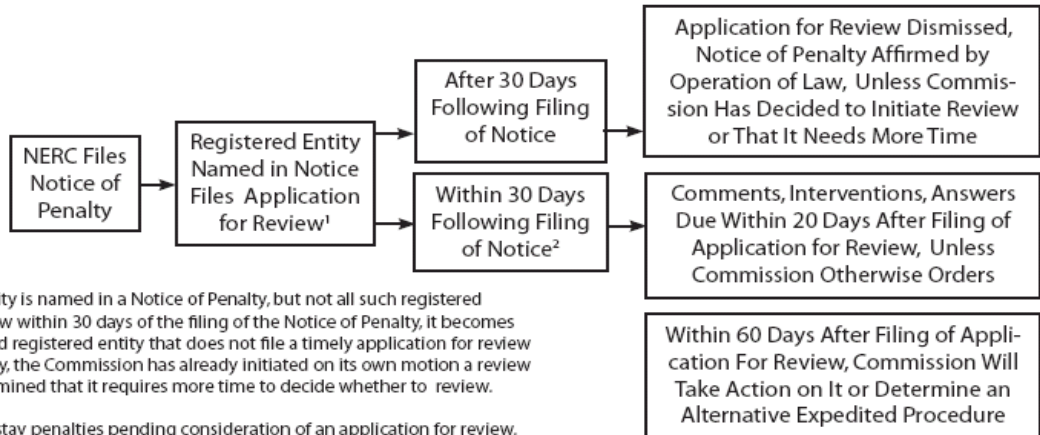 NERC Files
Notice of
Penalty
Registered Entity
Named in Notice
Files Application
for Review¹
After 30 Days
Following Filing
of Notice
Within 30 Days
Following Filing
of Notice²
Application for Review Dismissed,
Notice of Penalty Affirmed by
Operation of Law, Unless Commis-
sion Has Decided to Initiate Review
or That It Needs More Time
Comments, Interventions, Answers
Due Within 20 Days After Filing of
Application for Review, Unless
Commission Otherwise Orders
Within 60 Days After Filing of Appli-
cation For Review, Commission Will
Take Action on It or Determine an
Alternative Expedited Procedure
is named in a Notice of Penalty, but not all such registered
within 30 days of the filing of the Notice of Penalty, it becomes
registered entity that does not file a timely application for review
the Commission has already initiated on its own motion a review
that it requires more time to decide whether to review.
stay penalties pending consideration of an application for review.